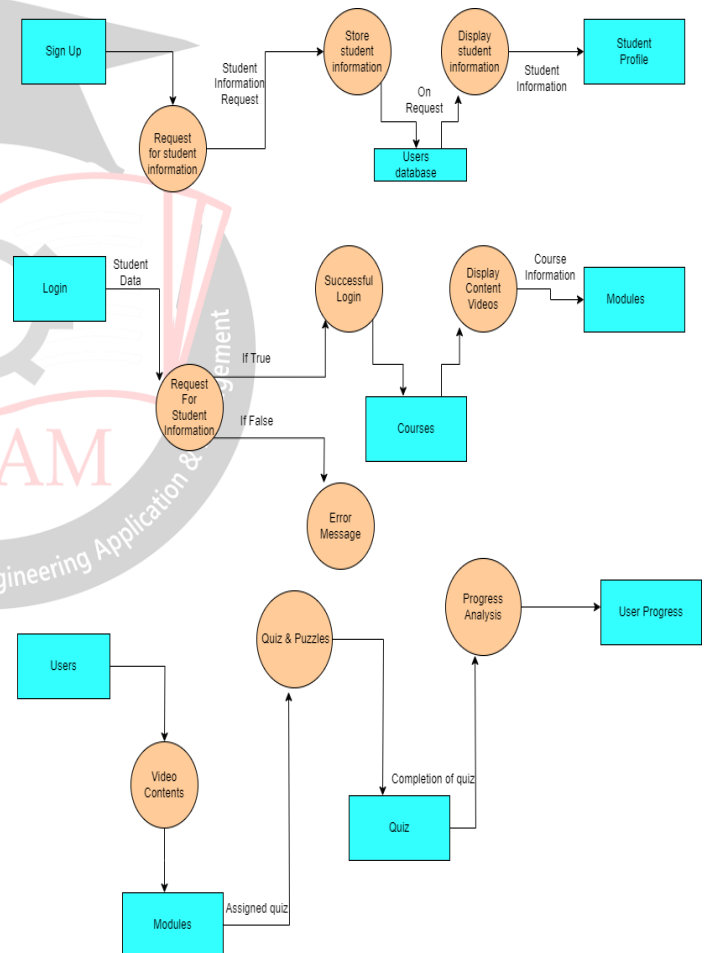 Sign Up
Request
for student
information
Student
Information
Request
Store
student
information
On
Request
Users
database
Display
student
information
Student
Information
Student
Profile
Login
Student
Data
Request
For
Student
Information
If True
If False
Successful
Login
Error
Message
Courses
Display
Content
Videos
Course
Information
Modules
AM
gineering Application &
gement
Users
Video
Contents
Modules
Assigned quiz
Quiz & Puzzles
Quiz
Completion of quiz
Progress
Analysis
User Progress